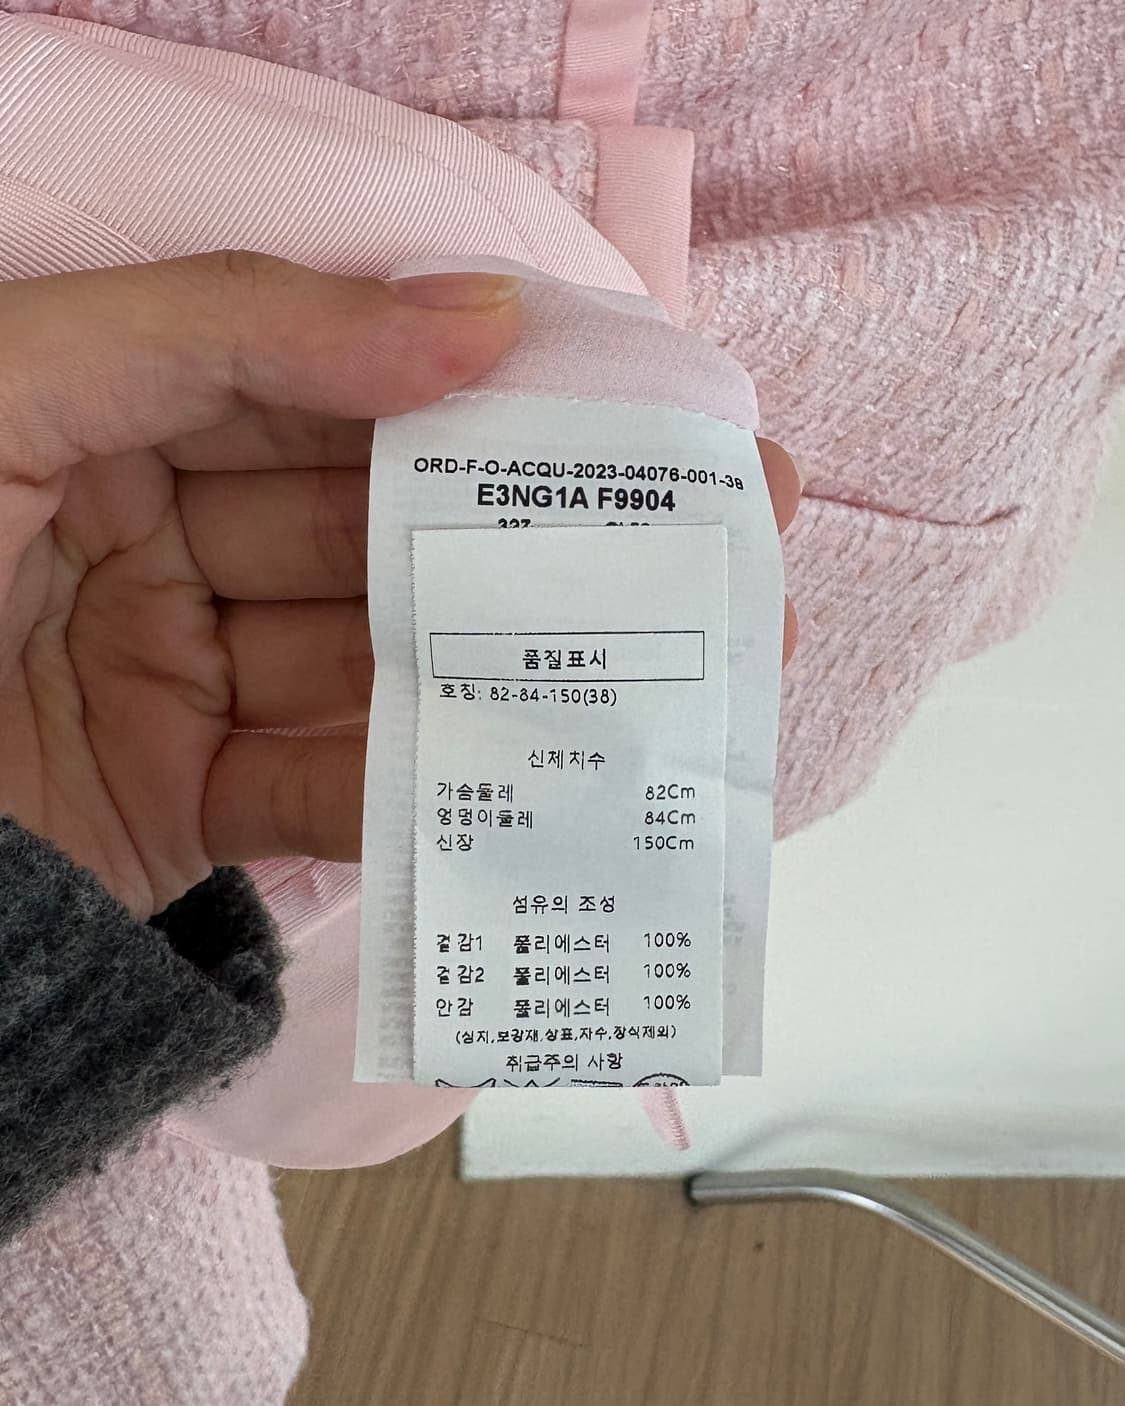 ORD-F-O-ACQU-2023-04076-001-38
E3NG1A F9904
품질표시
호칭: 82-84-150(38)
신체치수
가슴둘레 82Cm
엉덩이둘레 84Cm
신장 150Cm
섬유의 조성
겉감1 폴리에스터 100%
겉감2 폴리에스터 100%
안감 폴리에스터 100%
(심지,보강재,상표,자수,장식제외)
취급주의 사항